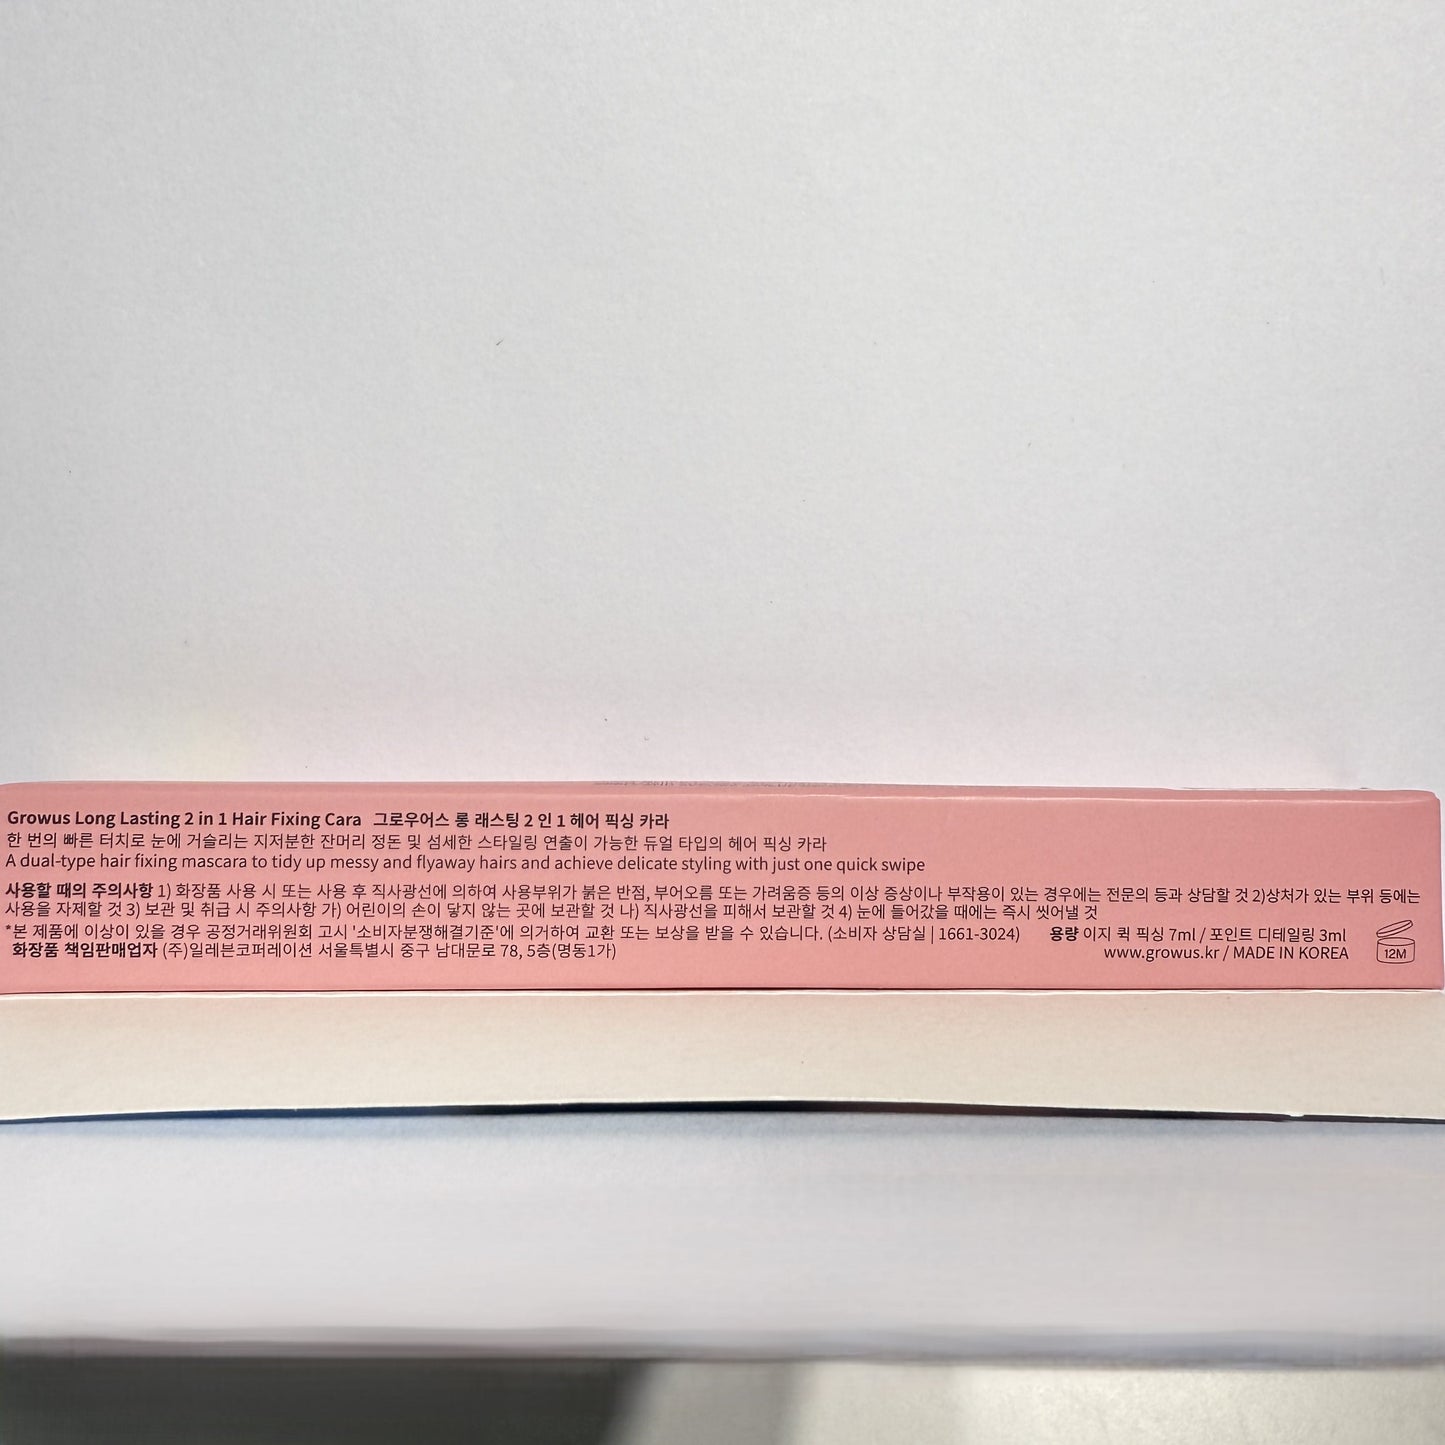 Growus Long Lasting 2 in 1 Hair Fixing Cara 그로우어스 롱 래스팅 2 인 1 헤어 픽싱 카라
한 번의 빠른 터치로 눈에 거슬리는 지저분한 잔머리 정돈 및 섬세한 스타일링 연출이 가능한 듀얼 타입의 헤어 픽싱 카라
A dual-type hair fixing mascara to tidy up messy and flyaway hairs and achieve delicate styling with just one quick swipe
사용할 때의 주의사항 1) 화장품 사용 시 또는 사용 후 직사광선에 의하여 사용부위가 붉은 반점, 부어오름 또는 가려움증 등의 이상 증상이나 부작용이 있는 경우에는 전문의 등과 상담할 것 2)상처가 있는 부위 등에는
사용을 자제할 것 3) 보관 및 취급 시 주의사항 가) 어린이의 손이 닿지 않는 곳에 보관할 것 나) 직사광선을 피해서 보관할 것 4) 눈에 들어갔을 때에는 즉시 씻어낼 것
*본 제품에 이상이 있을 경우 공정거래위원회 고시 '소비자분쟁해결기준'에 의거하여 교환 또는 보상을 받을 수 있습니다. (소비자 상담실 | 1661-3024) 용량 이지 퀵 픽싱 7ml / 포인트 디테일링 3ml
화장품 책임판매업자 (주)일레븐코퍼레이션 서울특별시 중구 남대문로 78, 5층(명동1가) www.growus.kr / MADE IN KOREA
12M